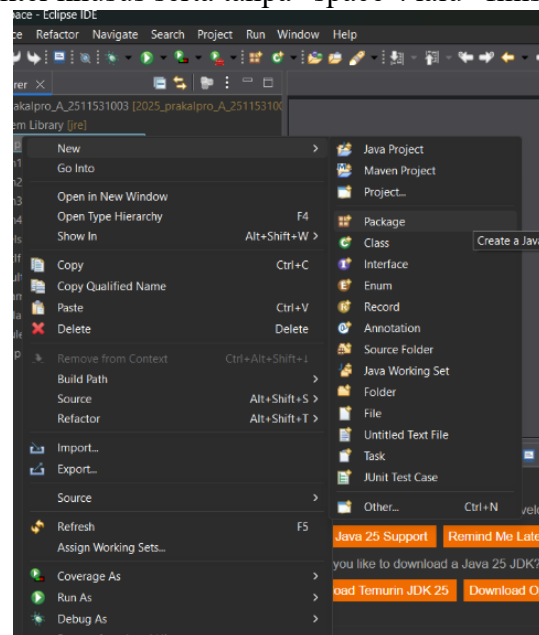 khusus serta tanpa
space - Eclipse IDE
Refactor Navigate Search Project Run Window Help
akalpro_A_2511531003 [2025_prakalpro_A_25115310
em Library [jre]
New
Go Into
Open in New Window
Open Type Hierarchy F4
Show In Alt+Shift+W >
Copy Ctrl+C
Copy Qualified Name
Paste Ctrl+V
Delete Delete
Remove from Context Ctrl+Alt+Shift+↓
Build Path
Source Alt+Shift+S >
Refactor Alt+Shift+T >
Import...
Export...
Source
Refresh F5
Assign Working Sets...
Coverage As
Run As
Debug As
Java Project
Maven Project
Project...
Package
Class
Create a Java
Interface
Enum
Record
Annotation
Source Folder
Java Working Set
Folder
File
Untitled Text File
Task
JUnit Test Case
Other... Ctrl+N
Java 25 Support Remind Me Late
you like to download a Java 25 JDK?
oad Temurin JDK 25 Download O